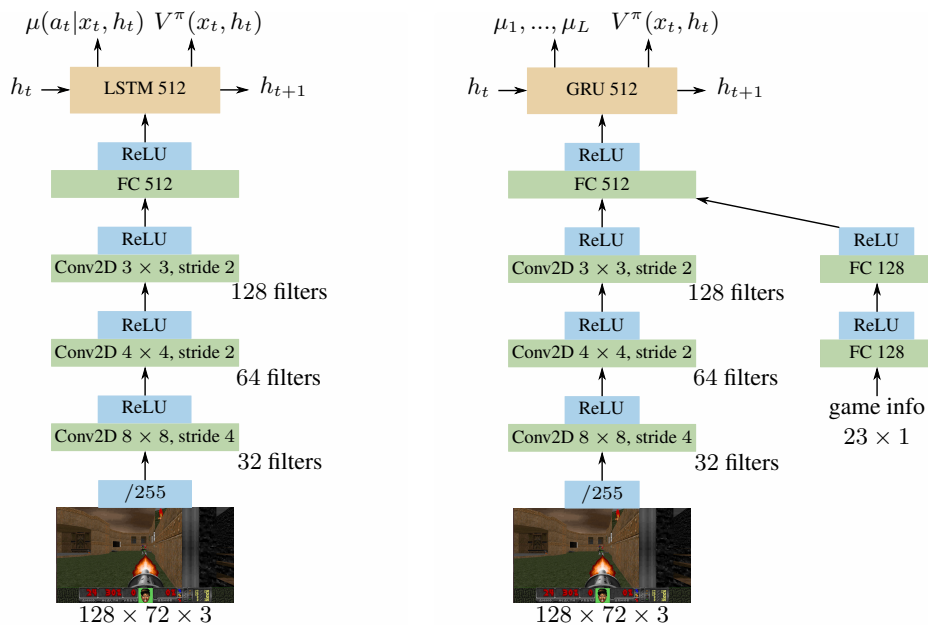 μ(a_t|x_t, h_t) V^π(x_t, h_t)
h_t
LSTM 512
h_{t+1}
ReLU
FC 512
ReLU
Conv2D 3 × 3, stride 2
128 filters
ReLU
Conv2D 4 × 4, stride 2
64 filters
ReLU
Conv2D 8 × 8, stride 4
32 filters
/255
128 × 72 × 3
μ_1, ..., μ_L V^π(x_t, h_t)
h_t
GRU 512
h_{t+1}
ReLU
FC 512
ReLU
Conv2D 3 × 3, stride 2
128 filters
ReLU
Conv2D 4 × 4, stride 2
64 filters
ReLU
Conv2D 8 × 8, stride 4
32 filters
/255
128 × 72 × 3
ReLU
FC 128
ReLU
FC 128
game info
23 × 1